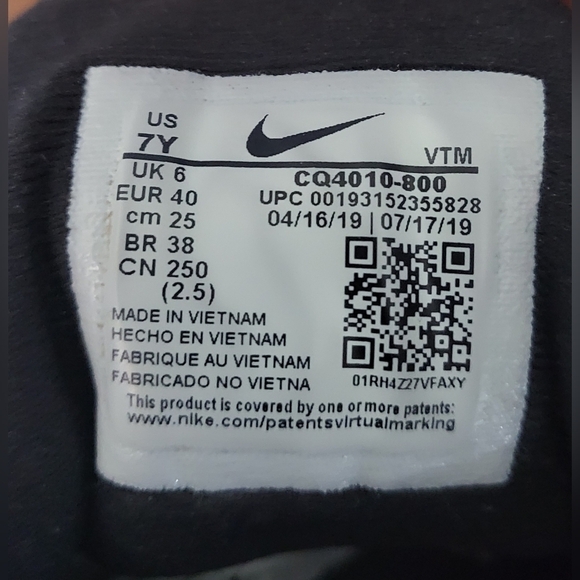 US
7Y
VTM
UK 6
EUR 40
cm 25
BR 38
CN 250
(2.5)
CQ4010-800
UPC 00193152355828
04/16/19 | 07/17/19
01RH4Z27VFAXY
MADE IN VIETNAM
HECHO EN VIETNAM
FABRIQUE AU VIETNAM
FABRICADO NO VIETNA
This product is covered by one or more patents:
www.nike.com/patentsvirtualmarking